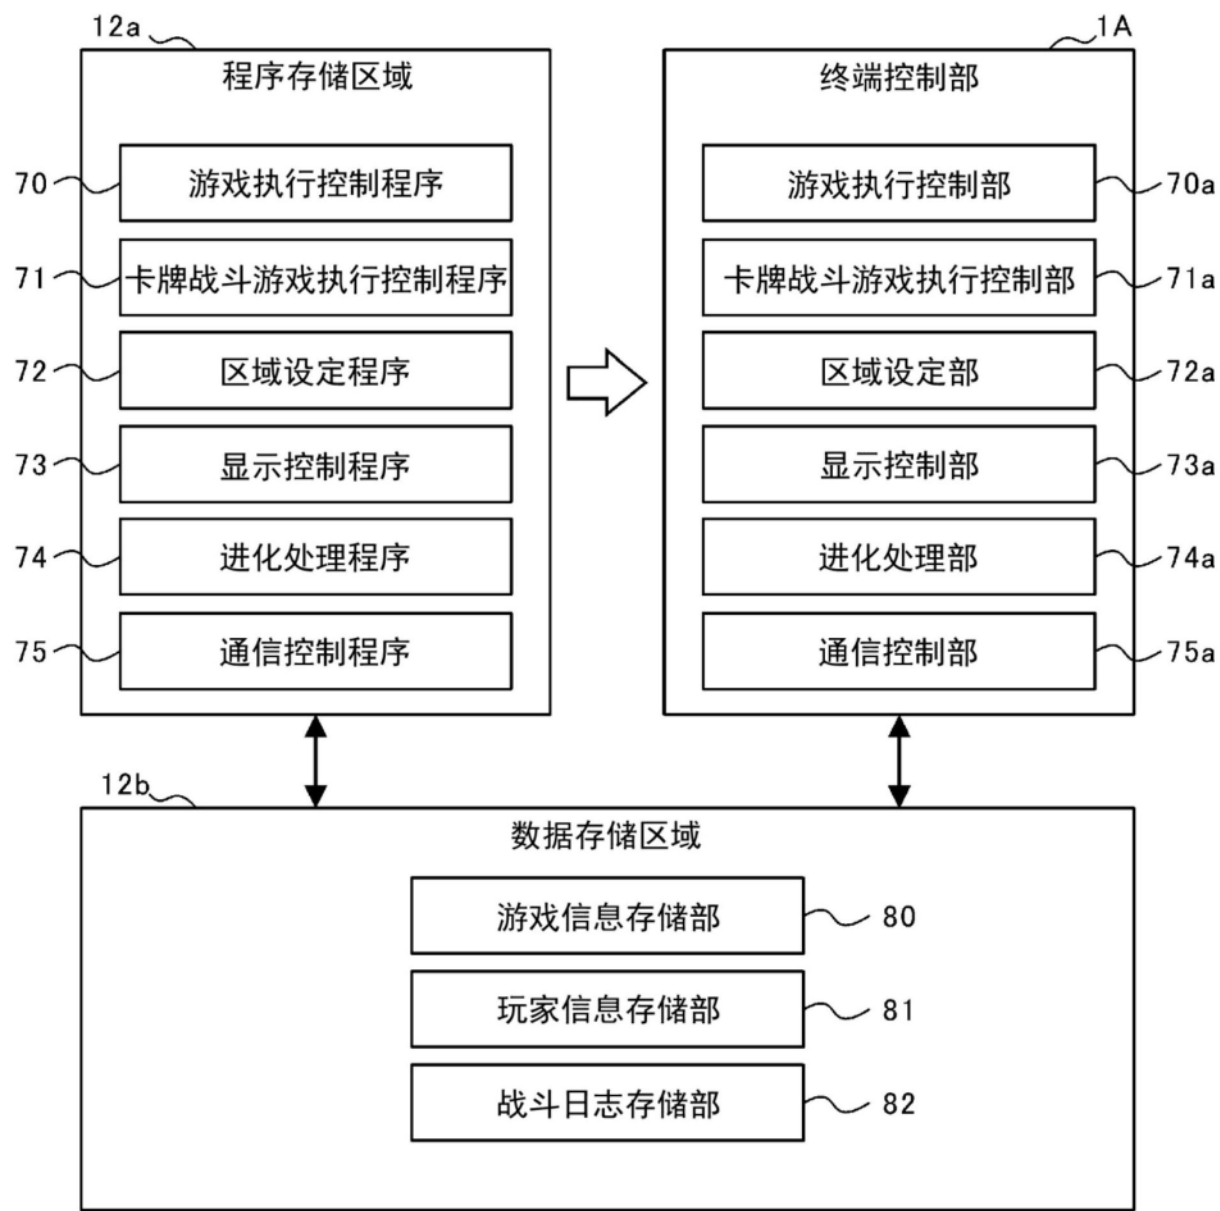 12a
程序存储区域
70 游戏执行控制程序
71 卡牌战斗游戏执行控制程序
72 区域设定程序
73 显示控制程序
74 进化处理程序
75 通信控制程序
1A
终端控制部
游戏执行控制部 70a
卡牌战斗游戏执行控制部 71a
区域设定部 72a
显示控制部 73a
进化处理部 74a
通信控制部 75a
12b
数据存储区域
游戏信息存储部 80
玩家信息存储部 81
战斗日志存储部 82